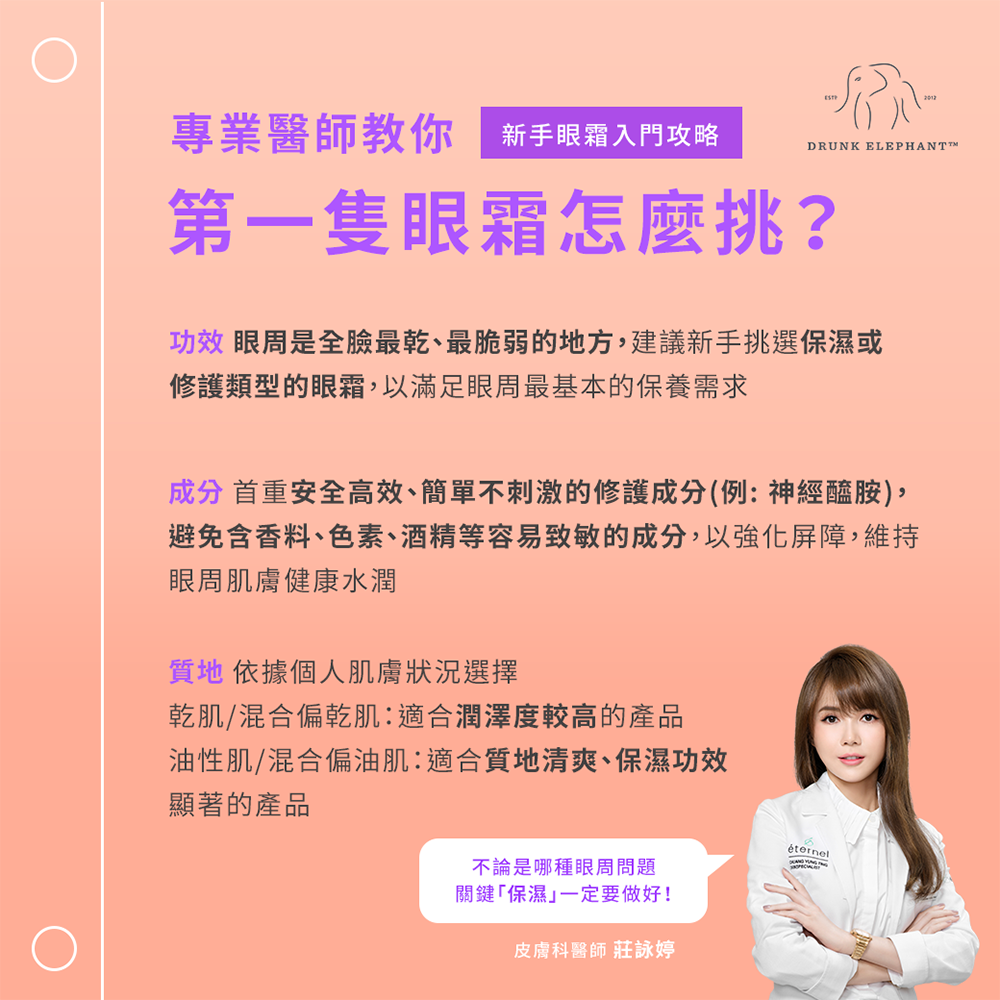 ESTD
2012
DRUNK ELEPHANT™
專業醫師教你
新手眼霜入門攻略
第一隻眼霜怎麼挑？
功效 眼周是全臉最乾、最脆弱的地方，建議新手挑選保濕或
修護類型的眼霜，以滿足眼周最基本的保養需求
成分 首重安全高效、簡單不刺激的修護成分(例: 神經醯胺)，
避免含香料、色素、酒精等容易致敏的成分，以強化屏障，維持
眼周肌膚健康水潤
質地 依據個人肌膚狀況選擇
乾肌/混合偏乾肌：適合潤澤度較高的產品
油性肌/混合偏油肌：適合質地清爽、保濕功效
顯著的產品
éternel
不論是哪種眼周問題
關鍵「保濕」一定要做好！
皮膚科醫師 莊詠婷